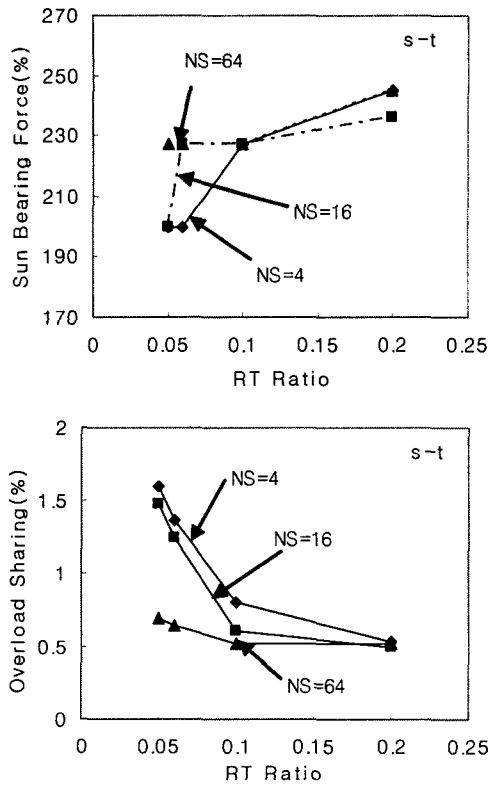 270
250
230
210
190
170
Sun Bearing Force(%)
s-t
NS=64
NS=16
NS=4
0
0.05
0.1
0.15
0.2
0.25
RT Ratio
2
1.5
1
0.5
0
Overload Sharing(%)
s-t
NS=4
NS=16
NS=64
0
0.05
0.1
0.15
0.2
0.25
RT Ratio